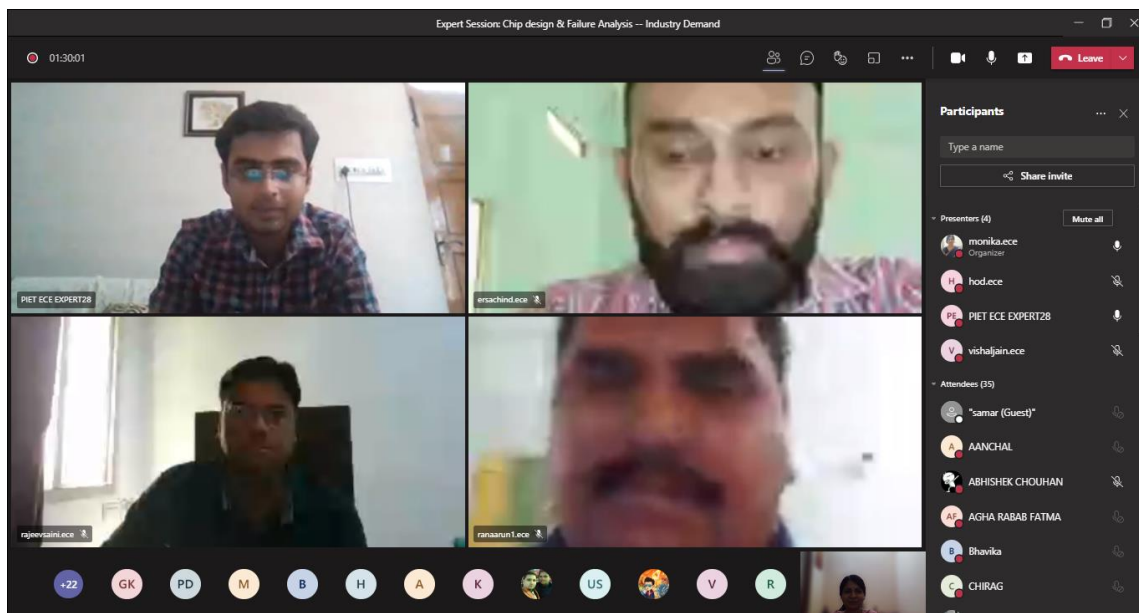 Expert Session: Chip design & Failure Analysis -- Industry Demand
01:30:01
Leave
PIET ECE EXPERT28
ersachind.ece
rajeevsaini.ece
ranaarun1.ece
+22
GK
PD
M
B
H
A
K
US
V
R
Participants
Type a name
Share invite
Presenters (4)
Mute all
monika.ece
Organizer
H
hod.ece
PE
PIET ECE EXPERT28
V
vishaljain.ece
Attendees (35)
"samar (Guest)"
A
AANCHAL
ABHISHEK CHOUHAN
AF
AGHA RABAB FATMA
B
Bhavika
C
CHIRAG